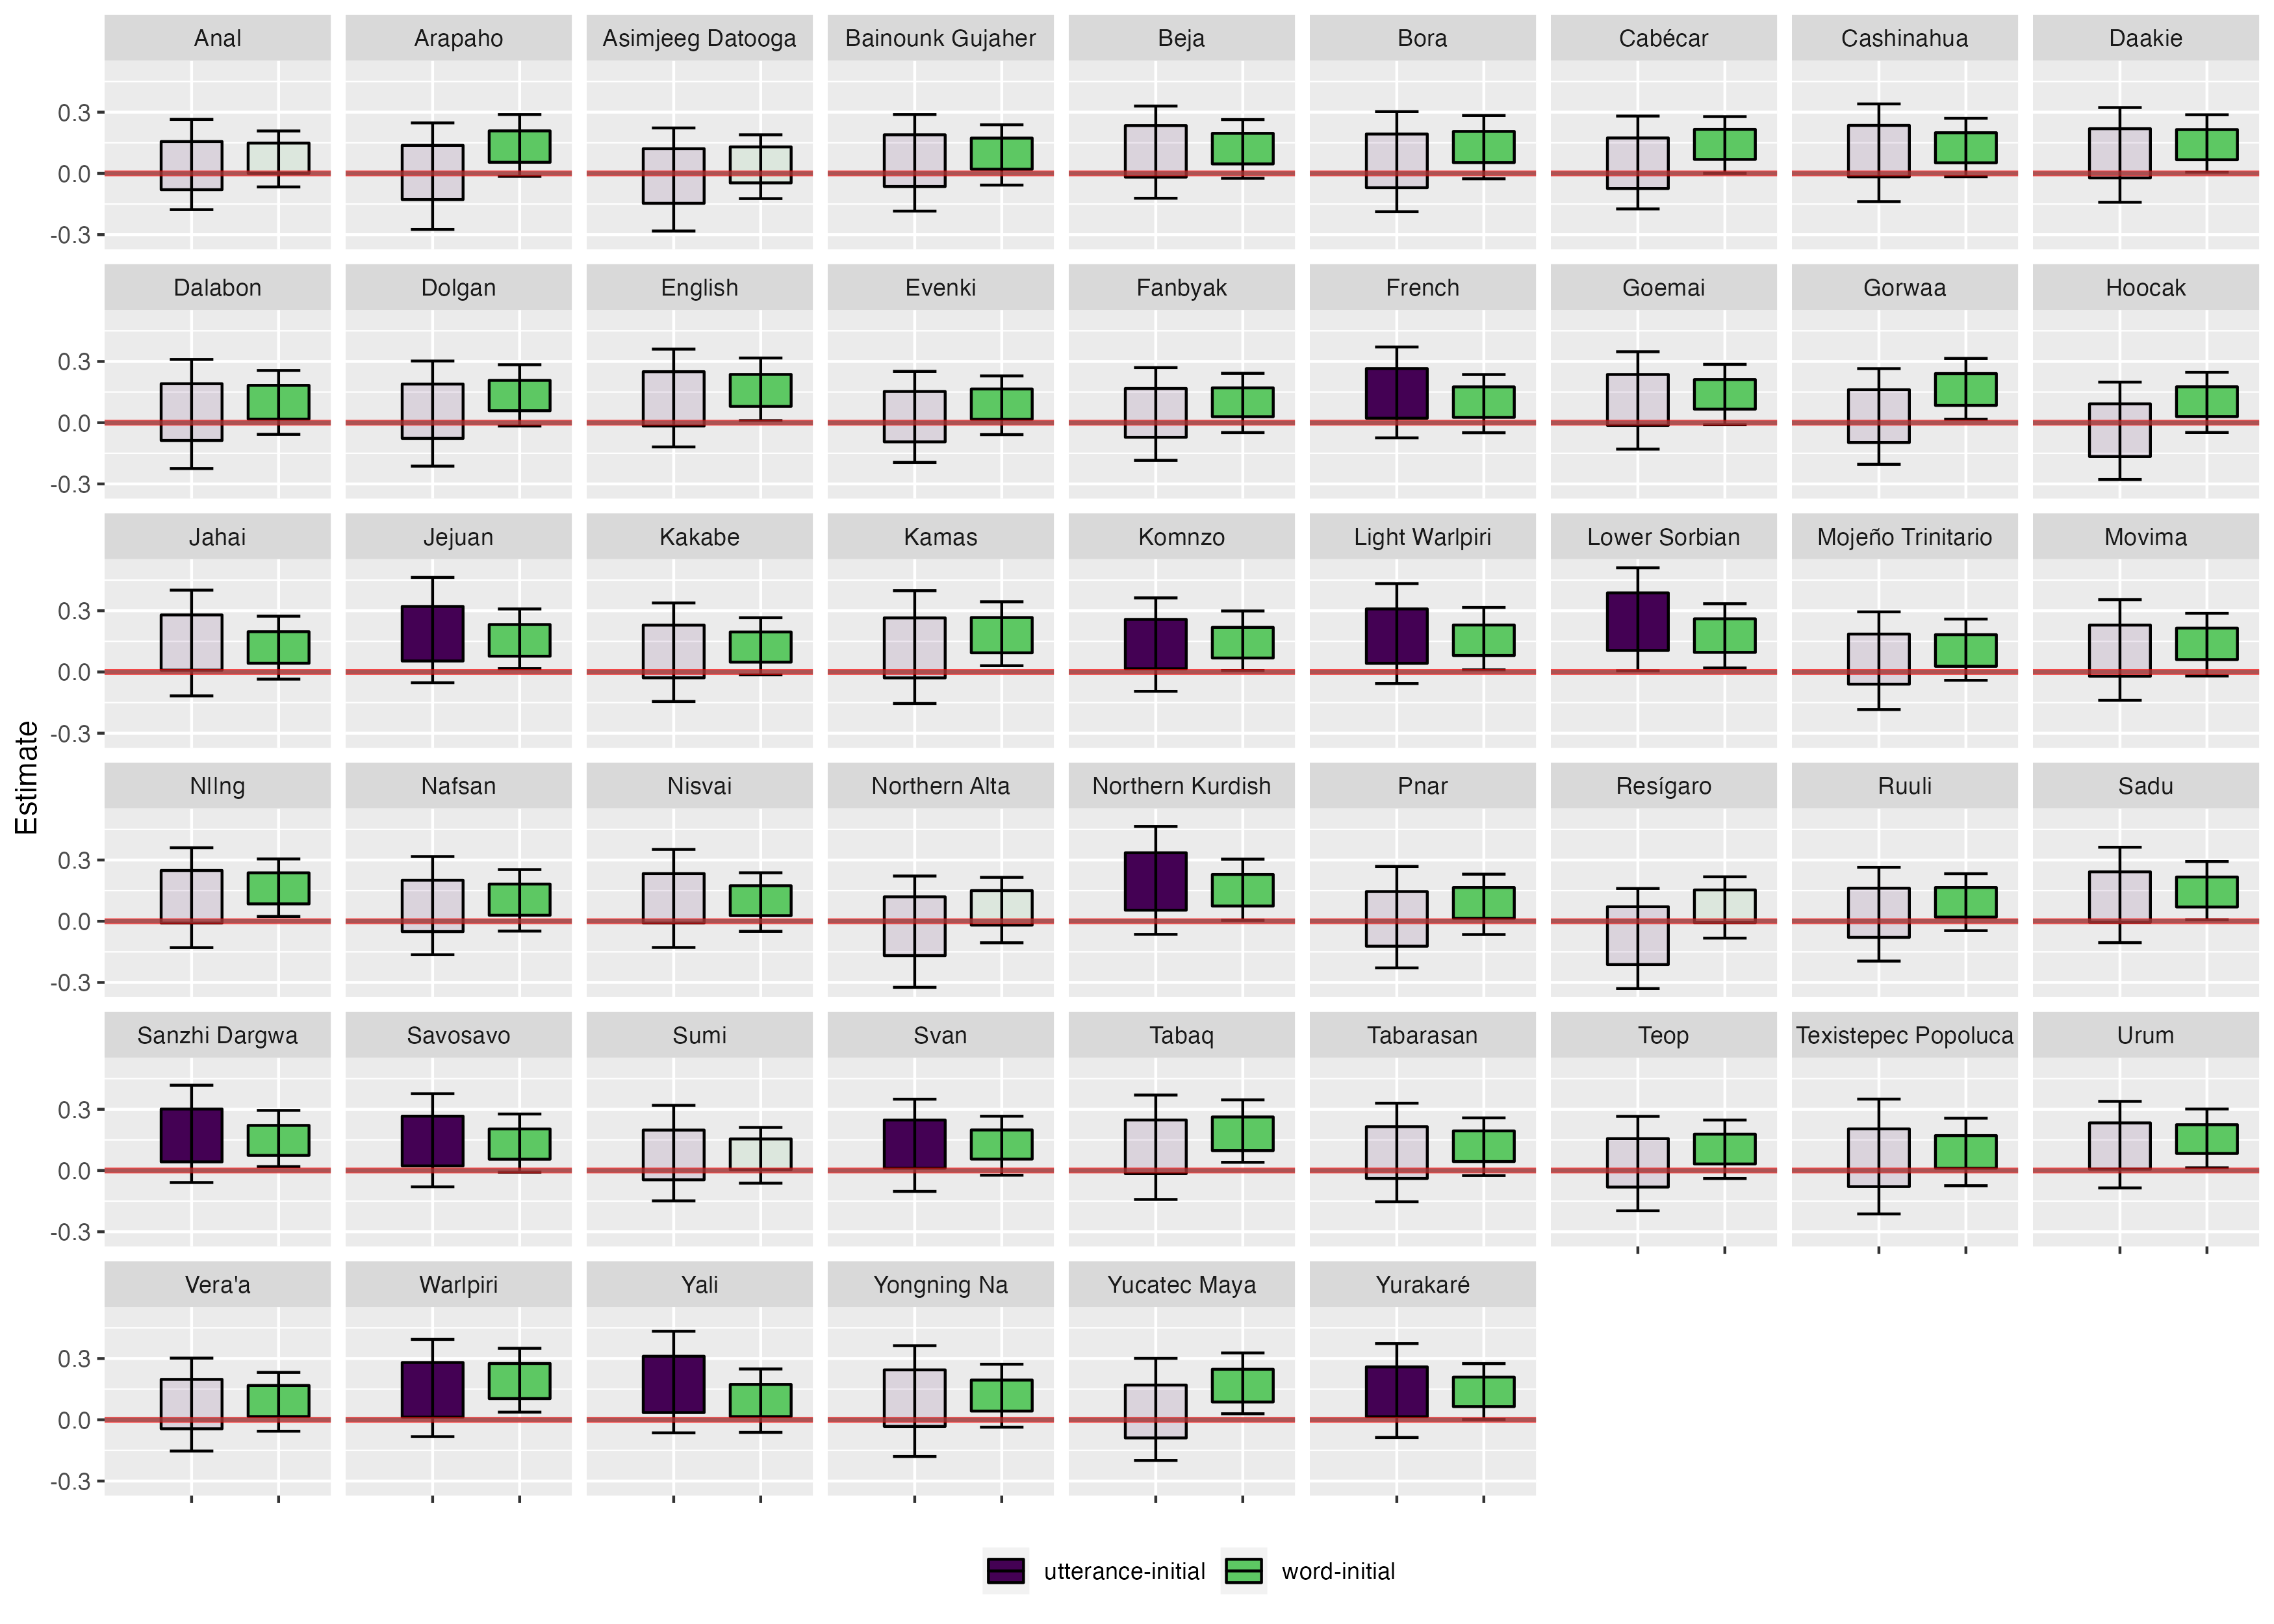 Anal Arapaho Asimjeeg Datooga Bainounk Gujaher Beja Bora Cabécar Cashinahua Daakie
0.3
0.0
-0.3
Dalabon Dolgan English Evenki Fanbyak French Goemai Gorwaa Hoocak
0.3
0.0
-0.3
Jahai Jejuan Kakabe Kamas Komnzo Light Warlpiri Lower Sorbian Mojeño Trinitario Movima
0.3
0.0
-0.3
Estimate
NIIng Nafsan Nisvai Northern Alta Northern Kurdish Pnar Resígaro Ruuli Sadu
0.3
0.0
-0.3
Sanzhi Dargwa Savosavo Sumi Svan Tabaq Tabarasan Teop Texistepec Popoluca Urum
0.3
0.0
-0.3
Vera'a Warlpiri Yali Yongning Na Yucatec Maya Yurakaré
0.3
0.0
-0.3
utterance-initial word-initial